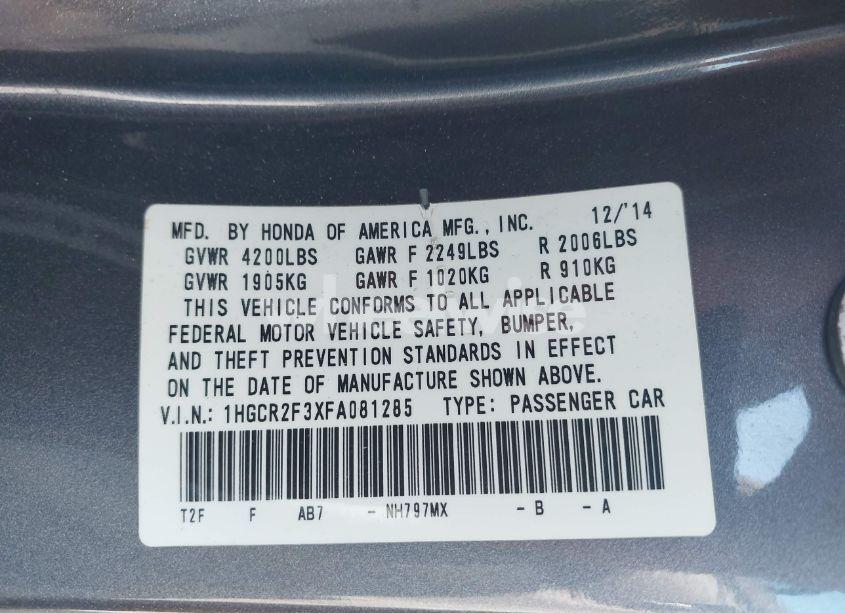 MFD. BY HONDA OF AMERICA MFG., INC. 12/'14
GVWR 4200LBS GAWR F 2249LBS R 2006LBS
GVWR 1905KG GAWR F 1020KG R 910KG
THIS VEHICLE CONFORMS TO ALL APPLICABLE
FEDERAL MOTOR VEHICLE SAFETY, BUMPER,
AND THEFT PREVENTION STANDARDS IN EFFECT
ON THE DATE OF MANUFACTURE SHOWN ABOVE.
V.I.N.: 1HGCR2F3XFA081285 TYPE: PASSENGER CAR
T2F F AB7 - NH797MX - B - A